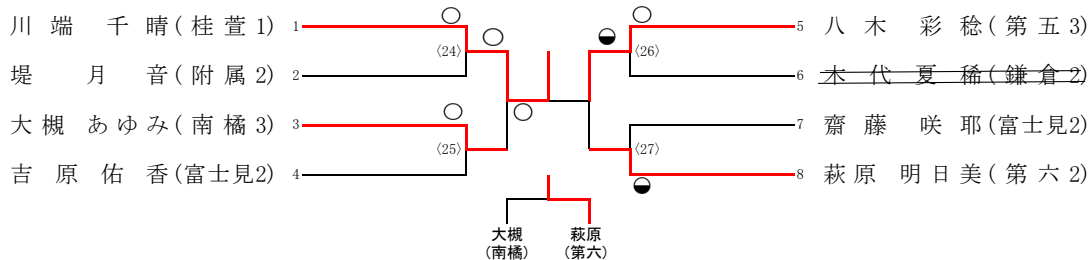 川端 千晴(桂萱1) 1
堤 月音(附属2) 2
大槻 あゆみ(南橘3) 3
吉原佑香(富士見2) 4
〈24〉
〈25〉
〈26〉
〈27〉
5 八木 彩稔(第五3)
6 木代夏稀(鎌倉2)
7 齋藤 咲耶(富士見2)
8 萩原 明日美(第六2)
大槻
(南橘)
萩原
(第六)